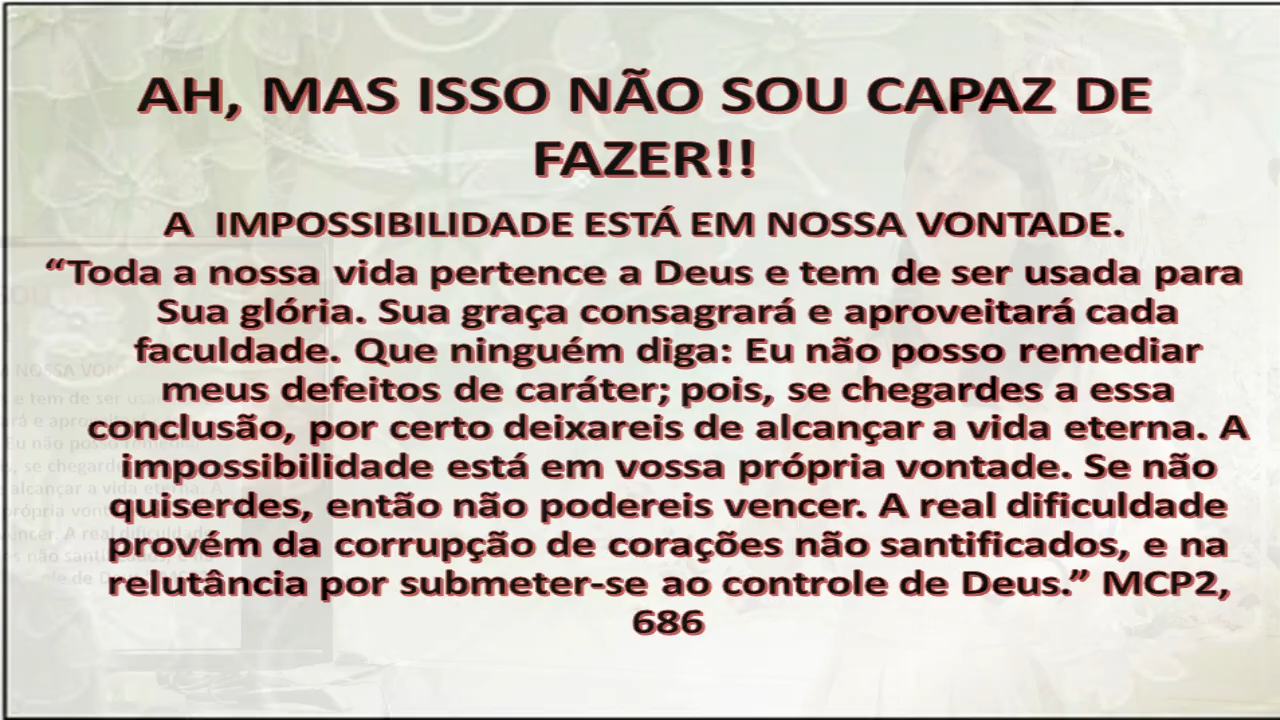 AH, MAS ISSO NÃO SOU CAPAZ DE
FAZER!!
A IMPOSSIBILIDADE ESTÁ EM NOSSA VONTADE.
“Toda a nossa vida pertence a Deus e tem de ser usada para
Sua glória. Sua graça consagrará e aproveitará cada
faculdade. Que ninguém diga: Eu não posso remediar
meus defeitos de caráter; pois, se chegardes a essa
conclusão, por certo deixareis de alcançar a vida eterna. A
impossibilidade está em vossa própria vontade. Se não
quiserdes, então não podereis vencer. A real dificuldade
provém da corrupção de corações não santificados, e na
relutância por submeter-se ao controle de Deus.” MCP2,
686